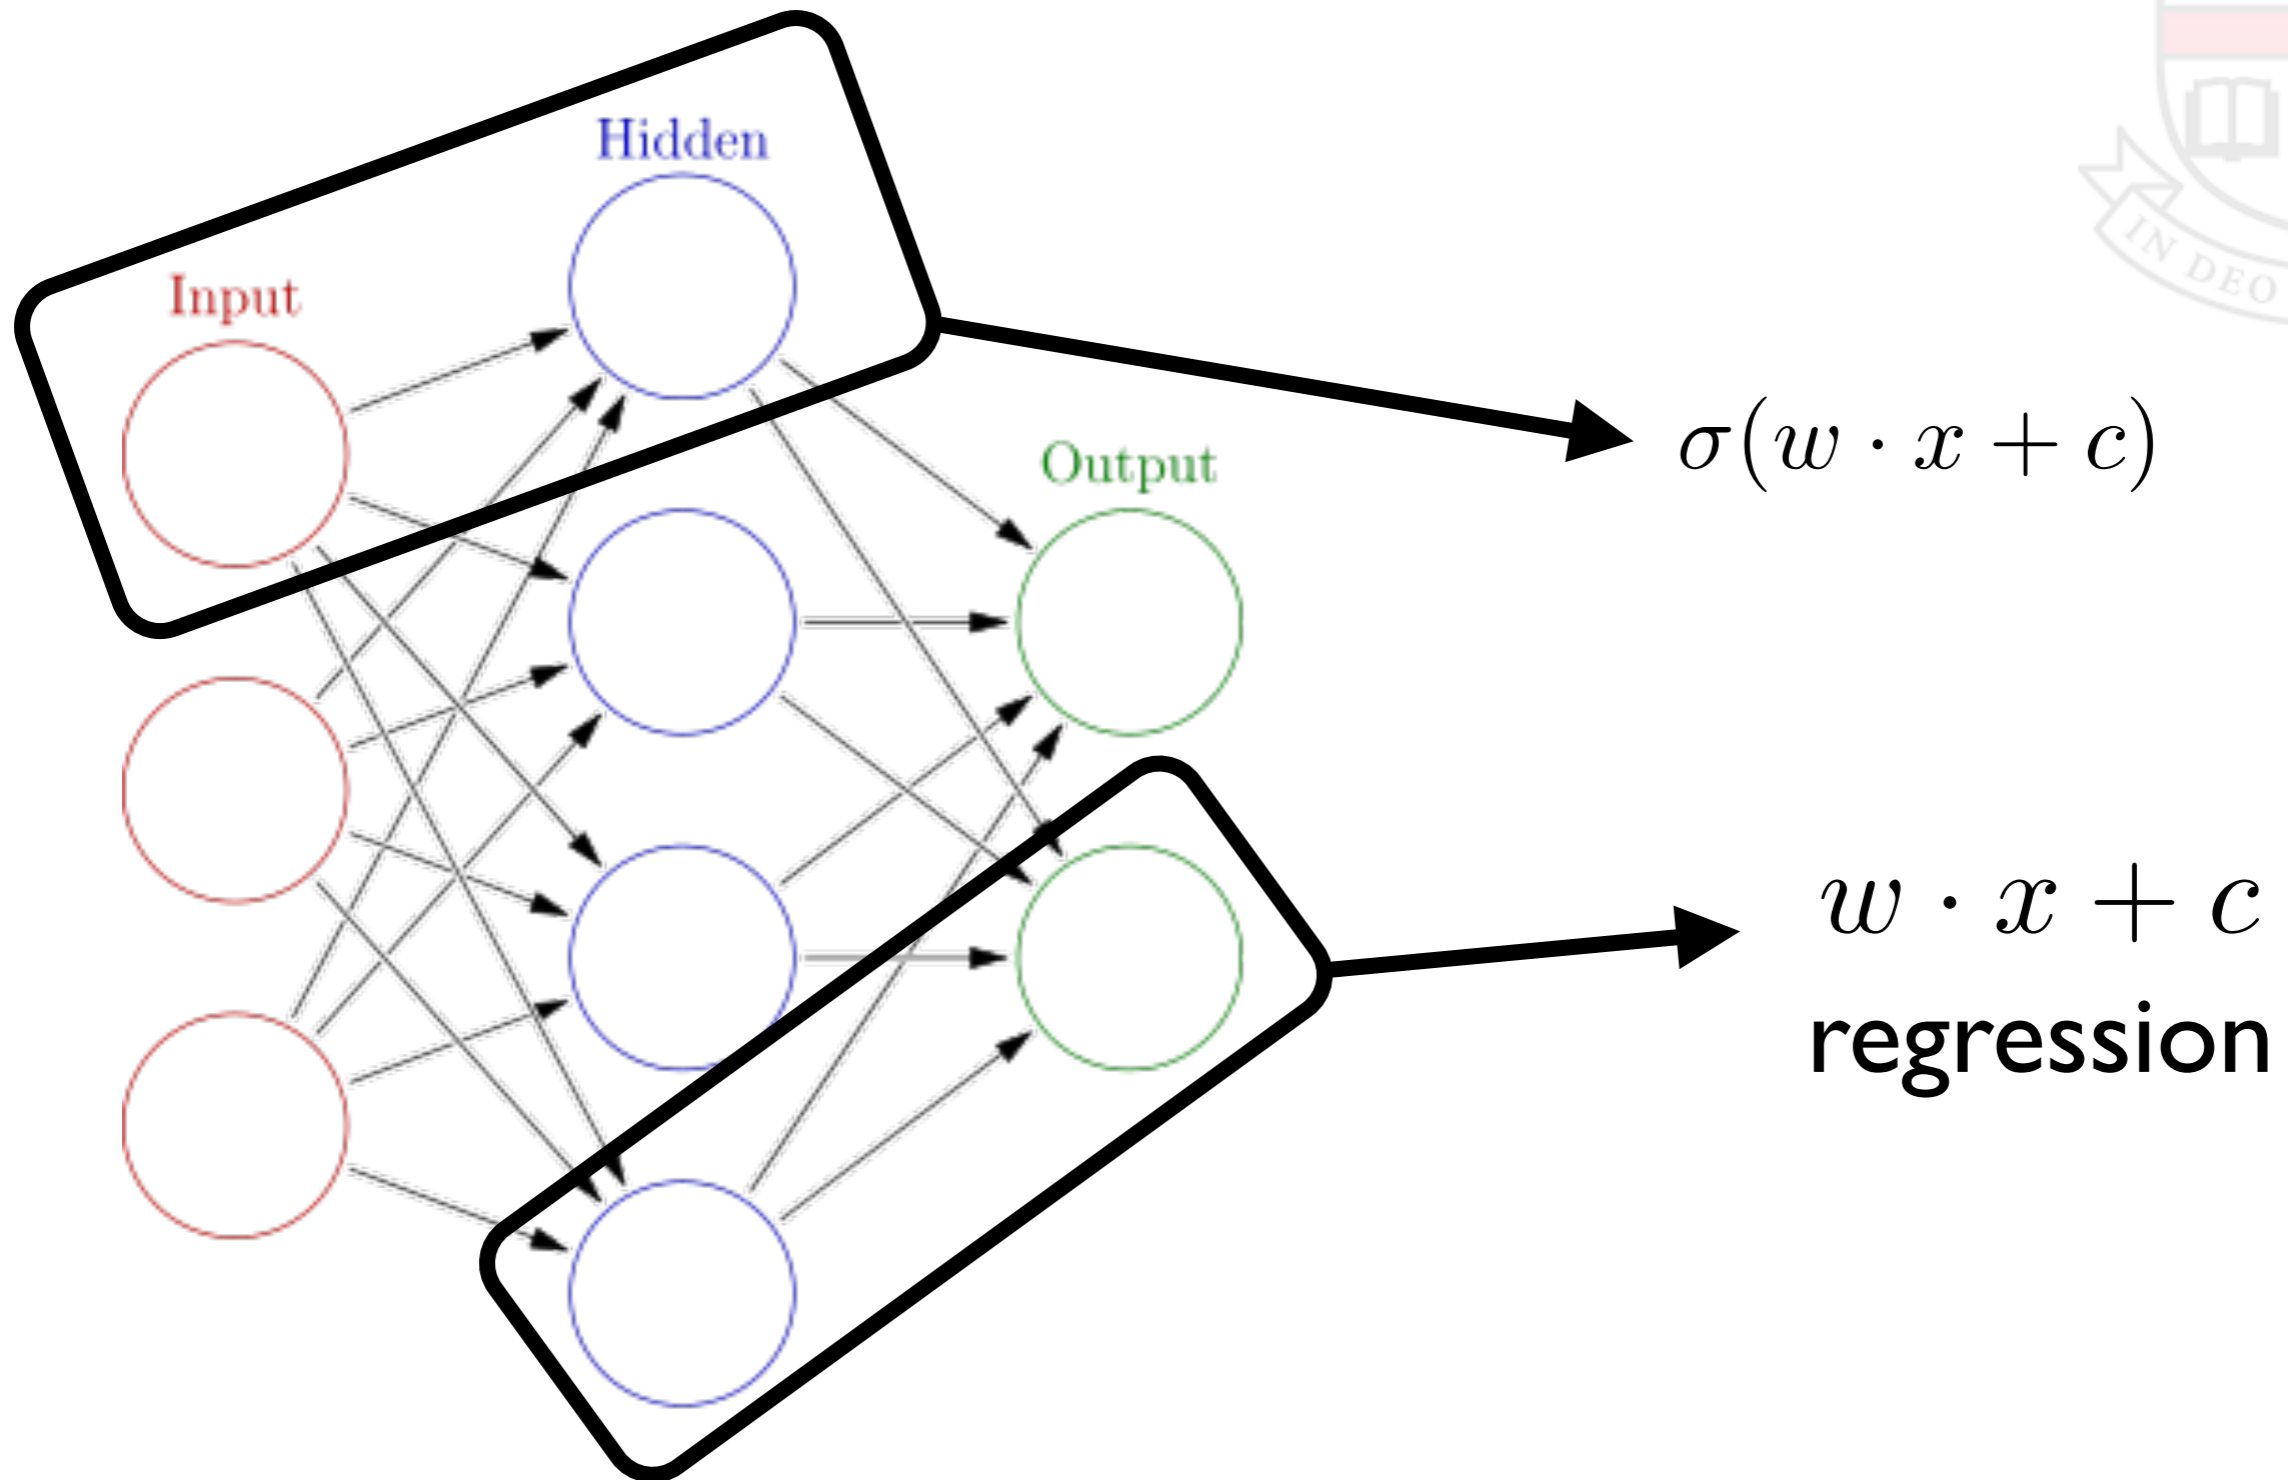 Hidden
Input
Output
σ(w · x + c)
w · x + c
regression
IN DEO